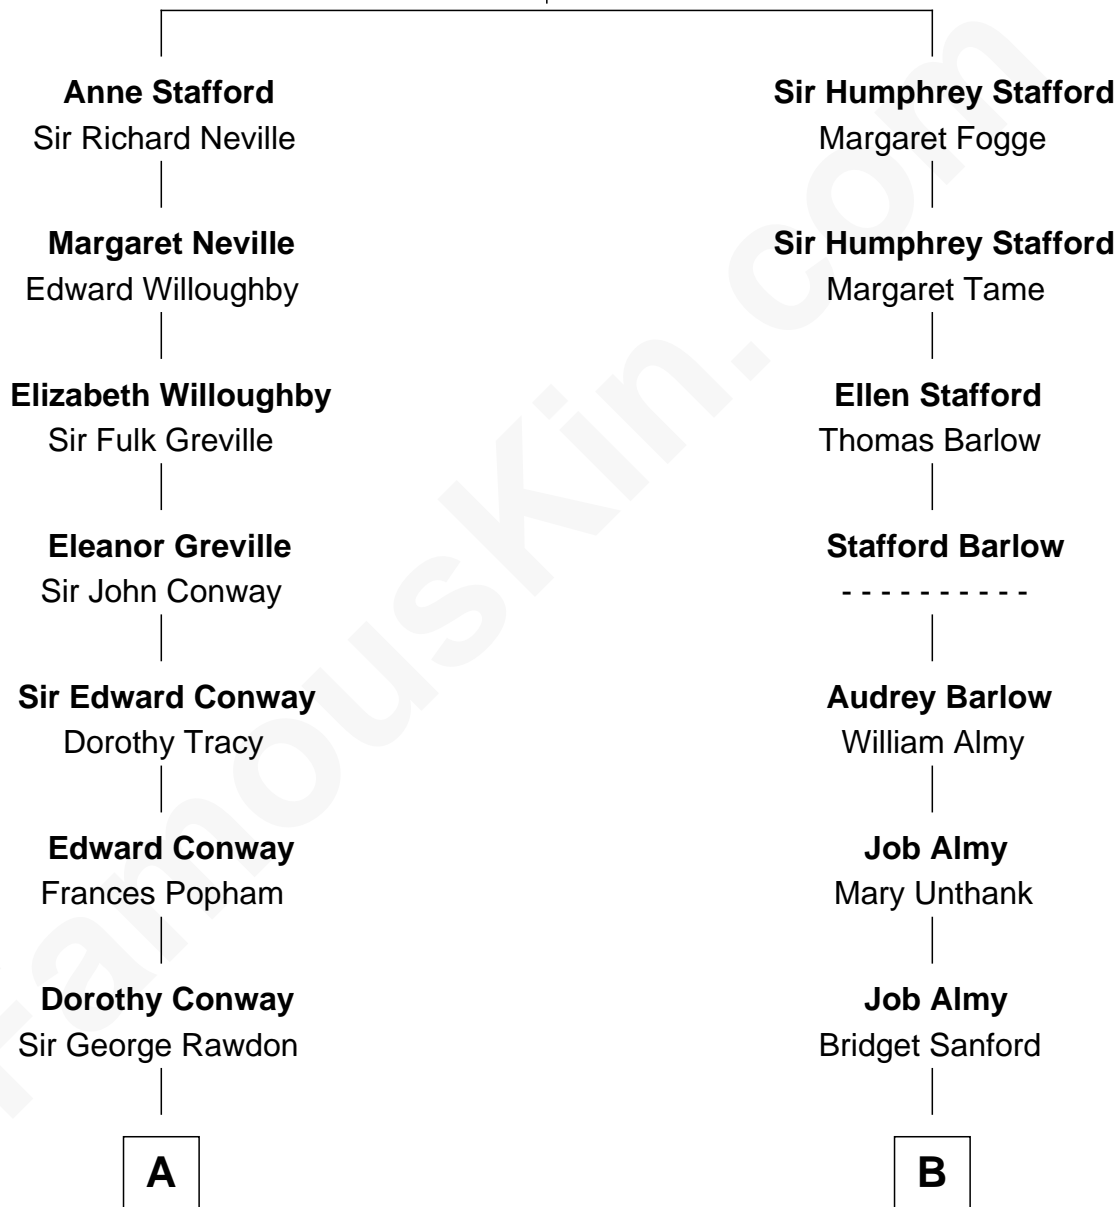 Anne Stafford
Sir Richard Neville
Margaret Neville
Edward Willoughby
Elizabeth Willoughby
Sir Fulk Greville
Eleanor Greville
Sir John Conway
Sir Edward Conway
Dorothy Tracy
Edward Conway
Frances Popham
Dorothy Conway
Sir George Rawdon
A
Sir Humphrey Stafford
Margaret Fogge
Sir Humphrey Stafford
Margaret Tame
Ellen Stafford
Thomas Barlow
Stafford Barlow
- - - - - - - - - -
Audrey Barlow
William Almy
Job Almy
Mary Unthank
Job Almy
Bridget Sanford
B
FamousKin.com